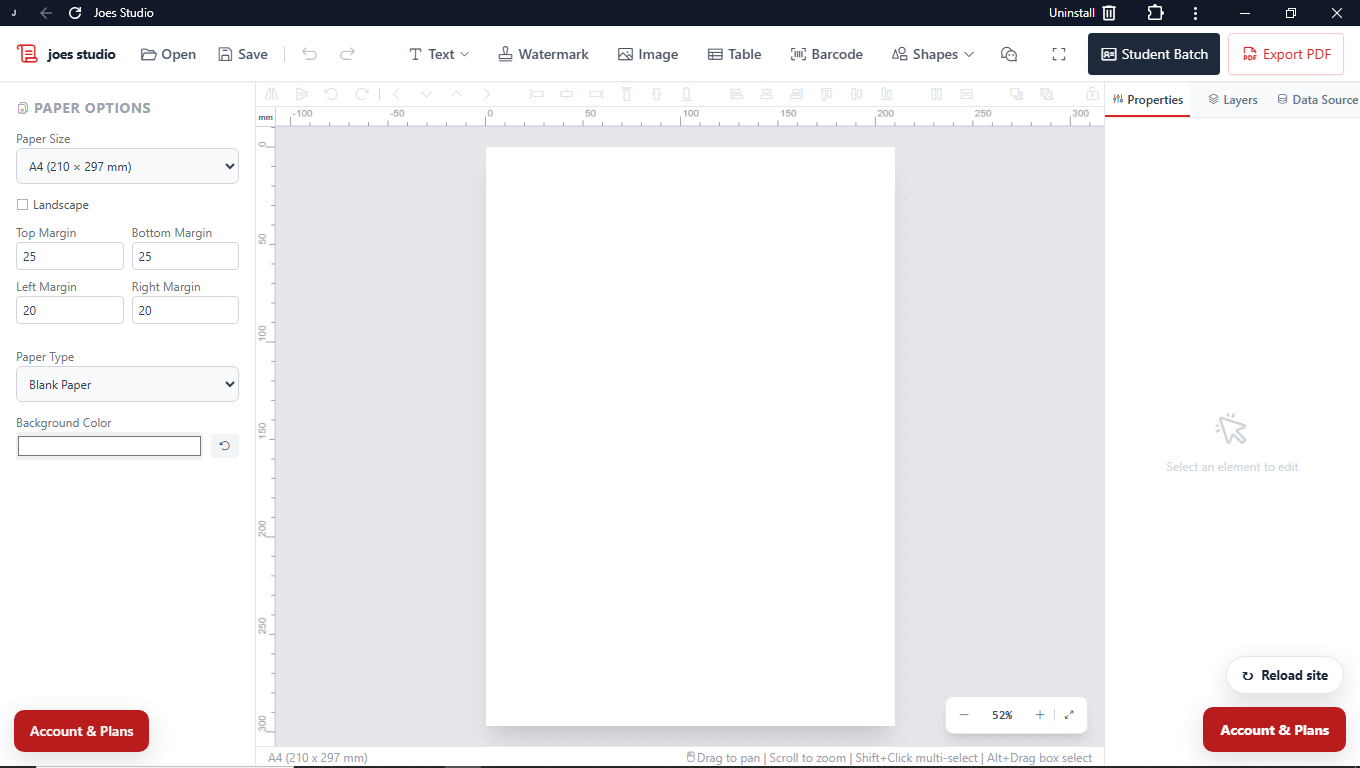 J Joes Studio Uninstall
joes studio Open Save Text Watermark Image Table Barcode Shapes Student Batch Export PDF
PAPER OPTIONS
Paper Size
A4 (210 × 297 mm)
Landscape
Top Margin Bottom Margin
25 25
Left Margin Right Margin
20 20
Paper Type
Blank Paper
Background Color
Account & Plans
mm -100 -50 0 50 100 150 200 250 300
0
50
100
150
200
250
300
52%
A4 (210 x 297 mm) Drag to pan | Scroll to zoom | Shift+Click multi-select | Alt+Drag box select
Properties Layers Data Source
Select an element to edit
Reload site
Account & Plans